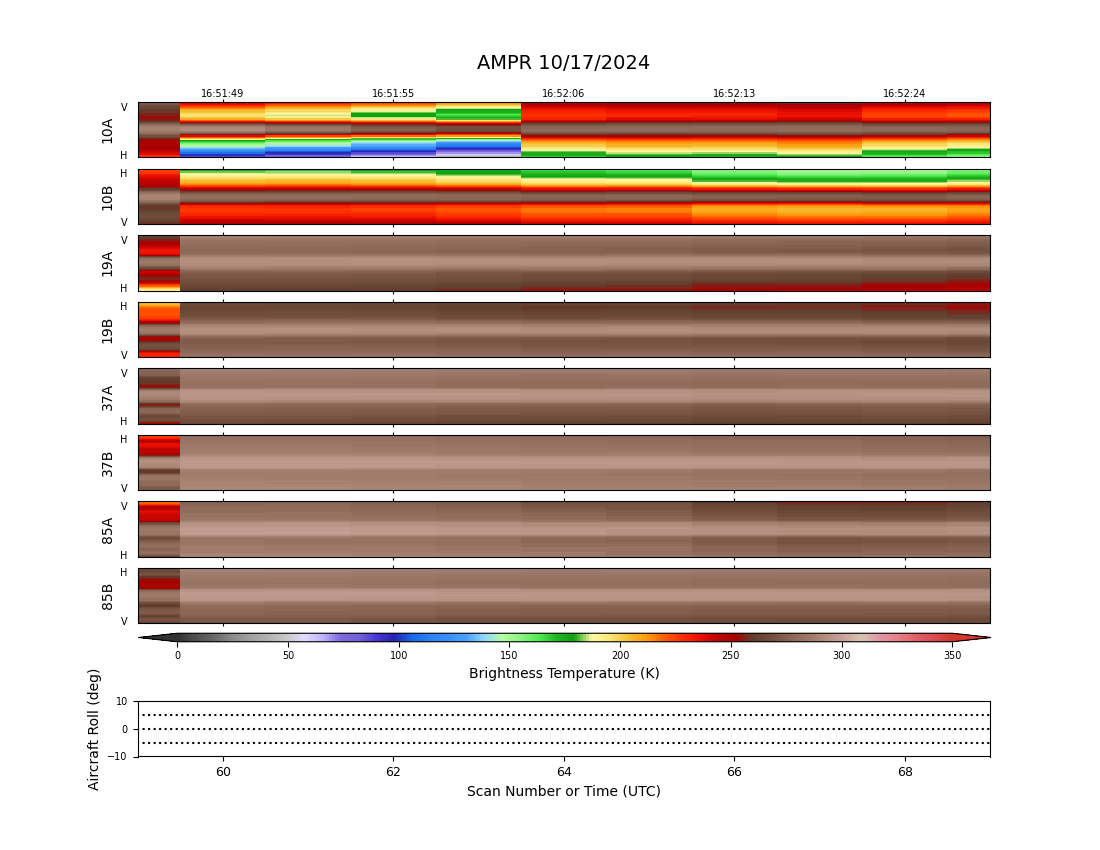 AMPR 10/17/2024
16:51:49 16:51:55 16:52:06 16:52:13 16:52:24
V
10A
H
H
10B
V
V
19A
H
H
19B
V
V
37A
H
H
37B
V
V
85A
H
H
85B
V
0 50 100 150 200 250 300 350
Brightness Temperature (K)
Aircraft Roll (deg)
10
0
−10
60 62 64 66 68
Scan Number or Time (UTC)